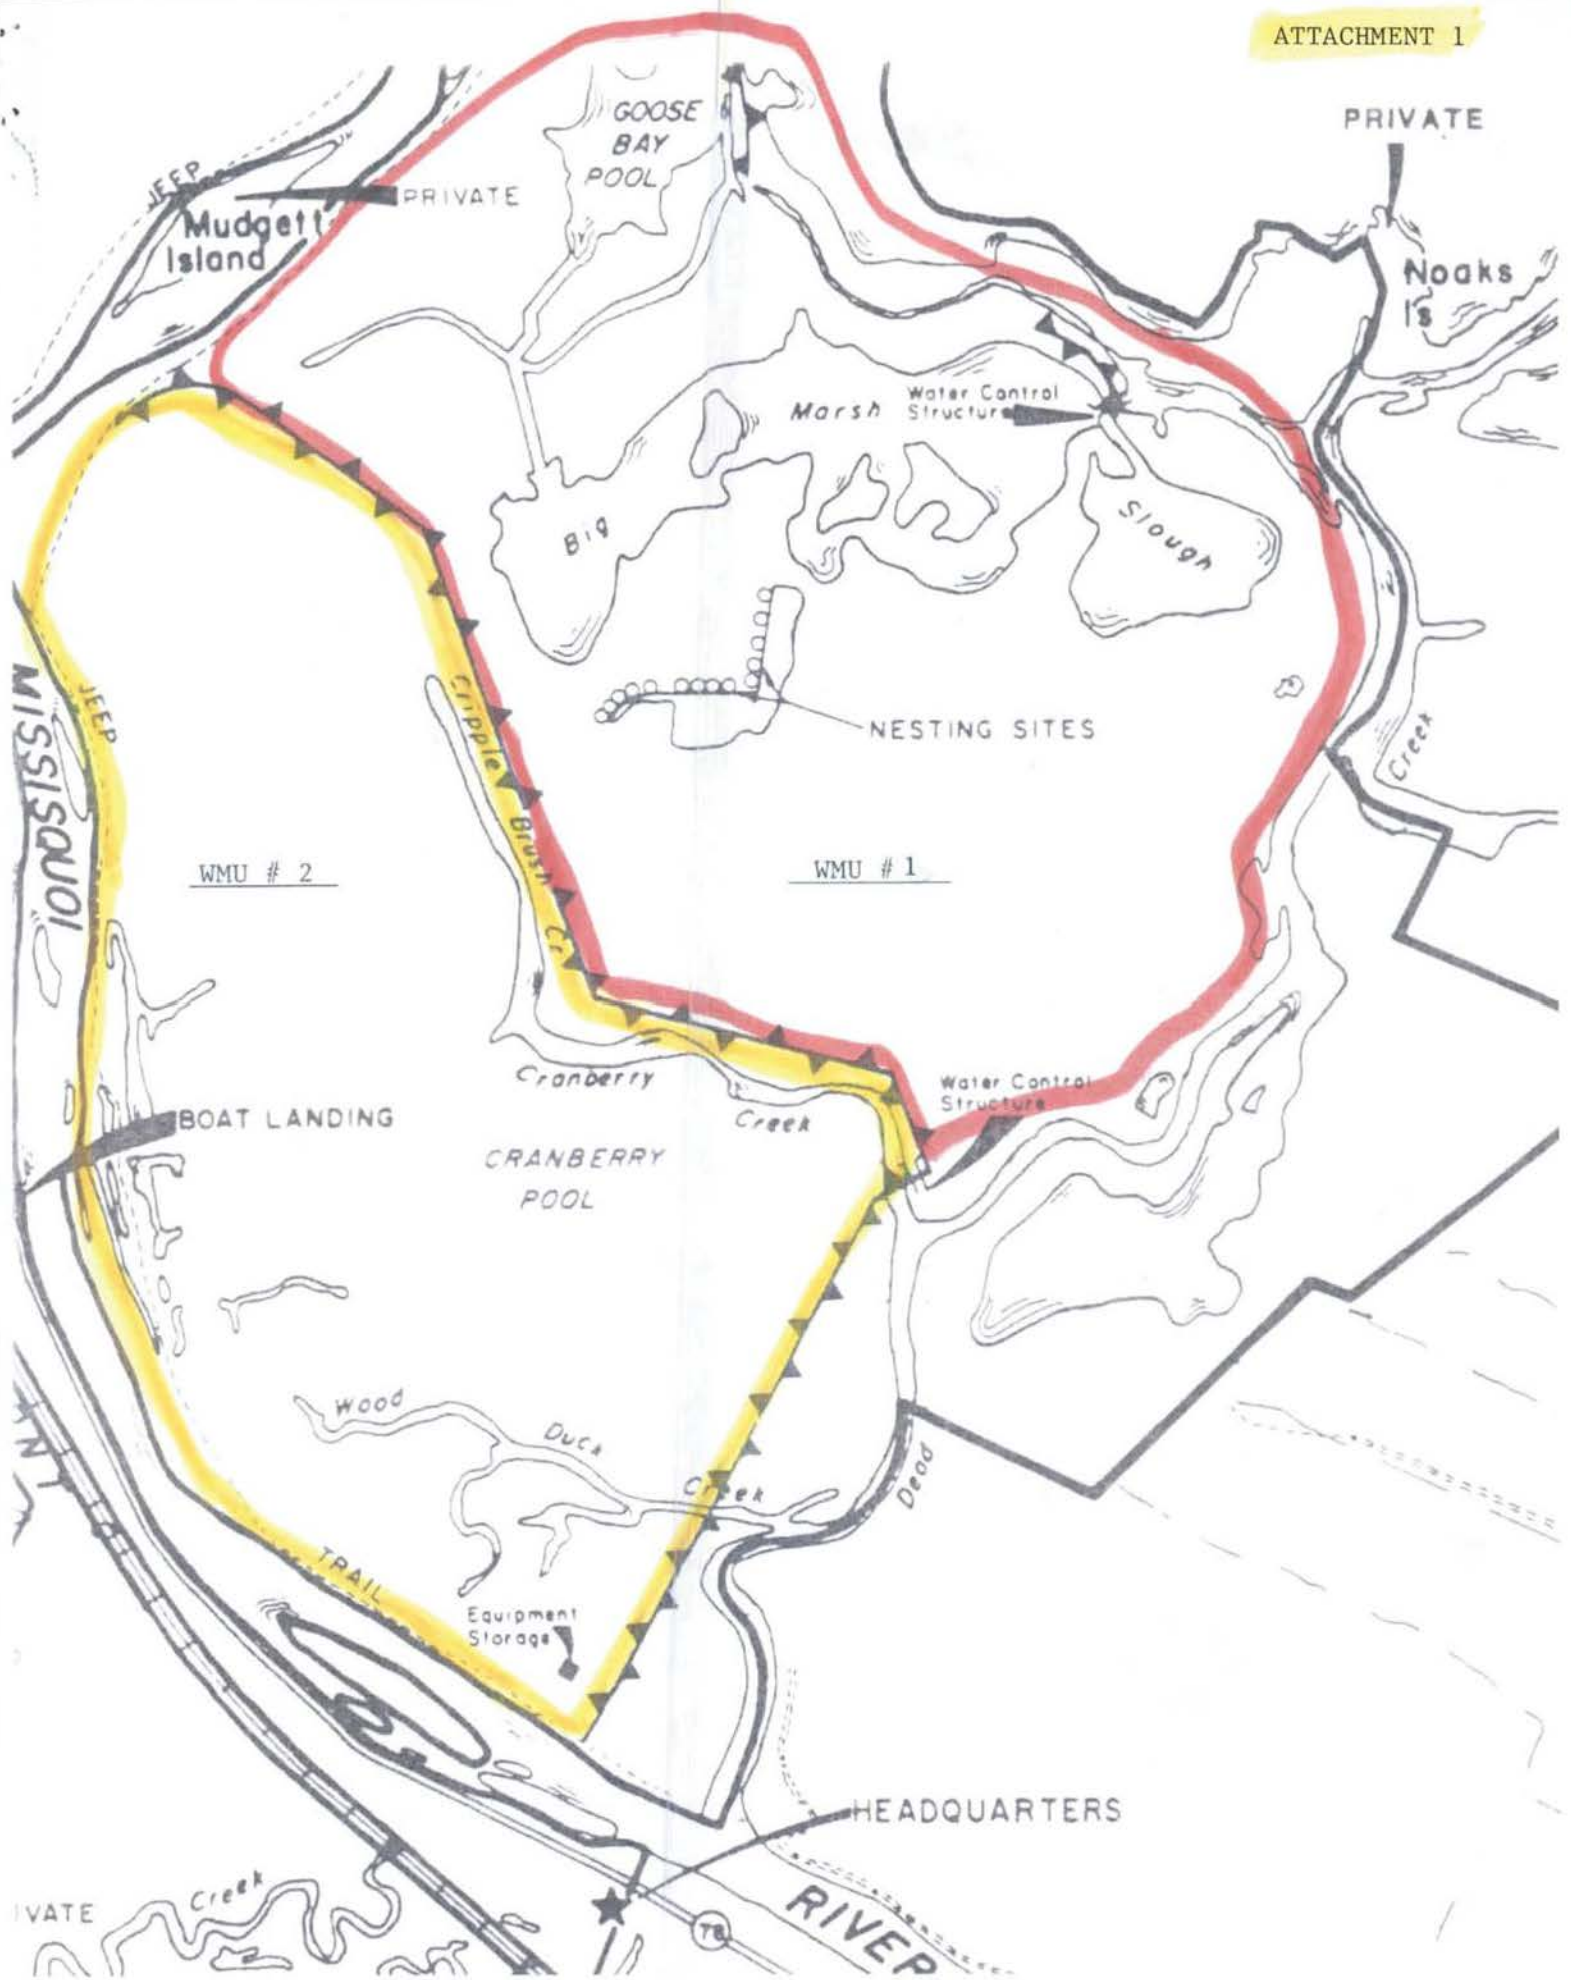 ATTACHMENT 1
PRIVATE
GOOSE
BAY
POOL
JEEP
PRIVATE
Mudgett
Island
Noaks
Is
Marsh
Water Control
Structure
Big
Slough
JEEP
Cripple
Brush
Cr
NESTING SITES
Creek
MISSISQUOI
WMU # 2
WMU # 1
Cranberry
Creek
Water Control
Structure
BOAT LANDING
CRANBERRY
POOL
Wood
Duck
Creek
Dead
TRAIL
Equipment
Storage
HEADQUARTERS
IVATE
Creek
78
RIVER